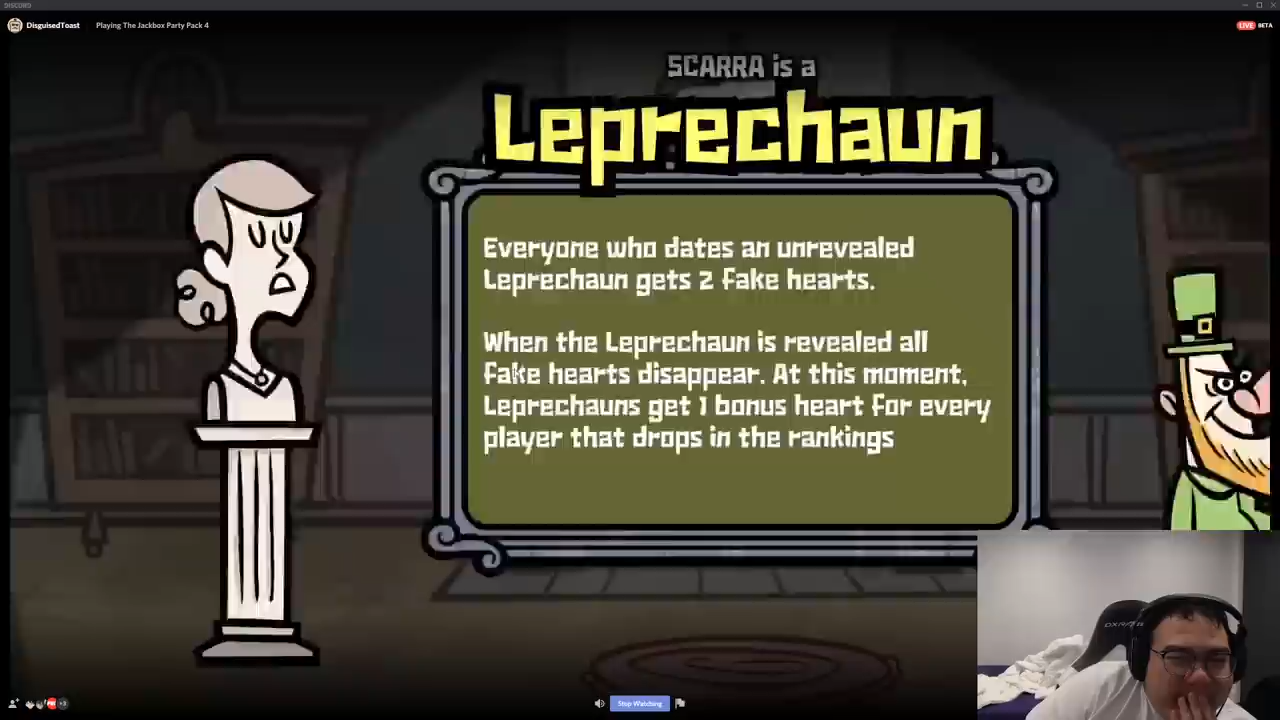 DISCORD
DisguisedToast Playing The Jackbox Party Pack 4
LIVE BETA
SCARRA is a
Leprechaun
Everyone who dates an unrevealed
Leprechaun gets 2 fake hearts.
When the Leprechaun is revealed all
fake hearts disappear. At this moment,
Leprechauns get 1 bonus heart for every
player that drops in the rankings
Stop Watching